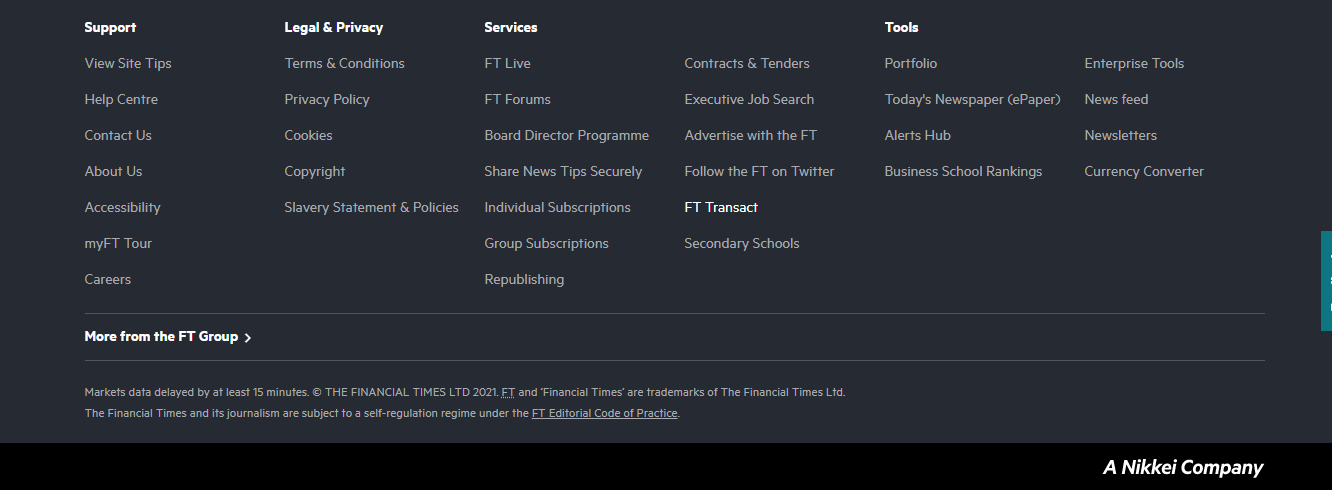 Support
View Site Tips
Help Centre
Contact Us
About Us
Accessibility
myFT Tour
Careers
Legal & Privacy
Terms & Conditions
Privacy Policy
Cookies
Copyright
Slavery Statement & Policies
Services
FT Live
FT Forums
Board Director Programme
Share News Tips Securely
Individual Subscriptions
Group Subscriptions
Republishing
Contracts & Tenders
Executive Job Search
Advertise with the FT
Follow the FT on Twitter
FT Transact
Secondary Schools
Tools
Portfolio
Today's Newspaper (ePaper)
Alerts Hub
Business School Rankings
Enterprise Tools
News feed
Newsletters
Currency Converter
More from the FT Group
Markets data delayed by at least 15 minutes. © THE FINANCIAL TIMES LTD 2021. FT and ‘Financial Times’ are trademarks of The Financial Times Ltd.
The Financial Times and its journalism are subject to a self-regulation regime under the FT Editorial Code of Practice.
A Nikkei Company